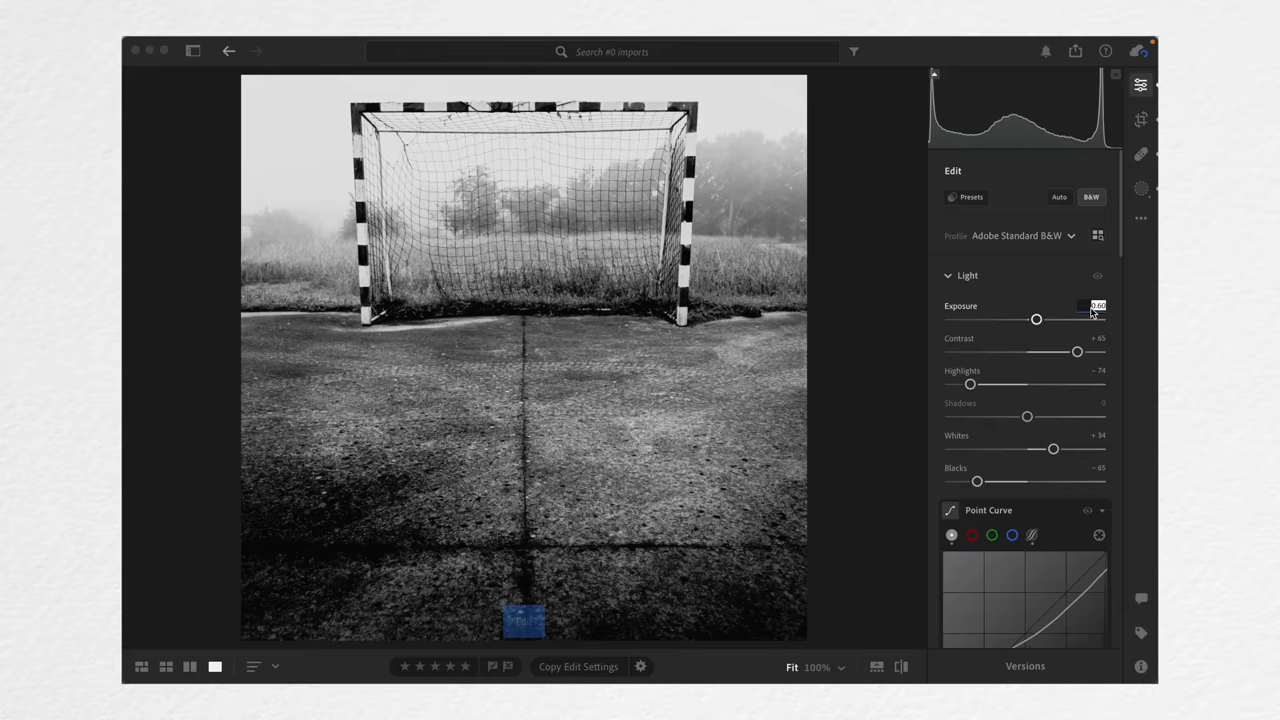 Search #0 imports
Edit
Presets
Auto
B&W
Profile Adobe Standard B&W
Light
Exposure 0.60
Contrast + 65
Highlights − 74
Shadows 0
Whites + 34
Blacks − 65
Point Curve
Edit
Copy Edit Settings
Fit 100%
Versions